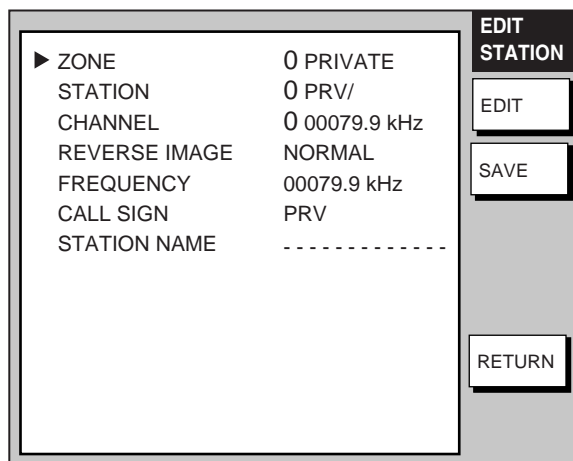 EDIT
STATION
ZONE 0 PRIVATE
STATION 0 PRV/
CHANNEL 0 00079.9 kHz
REVERSE IMAGE NORMAL
FREQUENCY 00079.9 kHz
CALL SIGN PRV
STATION NAME - - - - - - - - - - - - -
EDIT
SAVE
RETURN